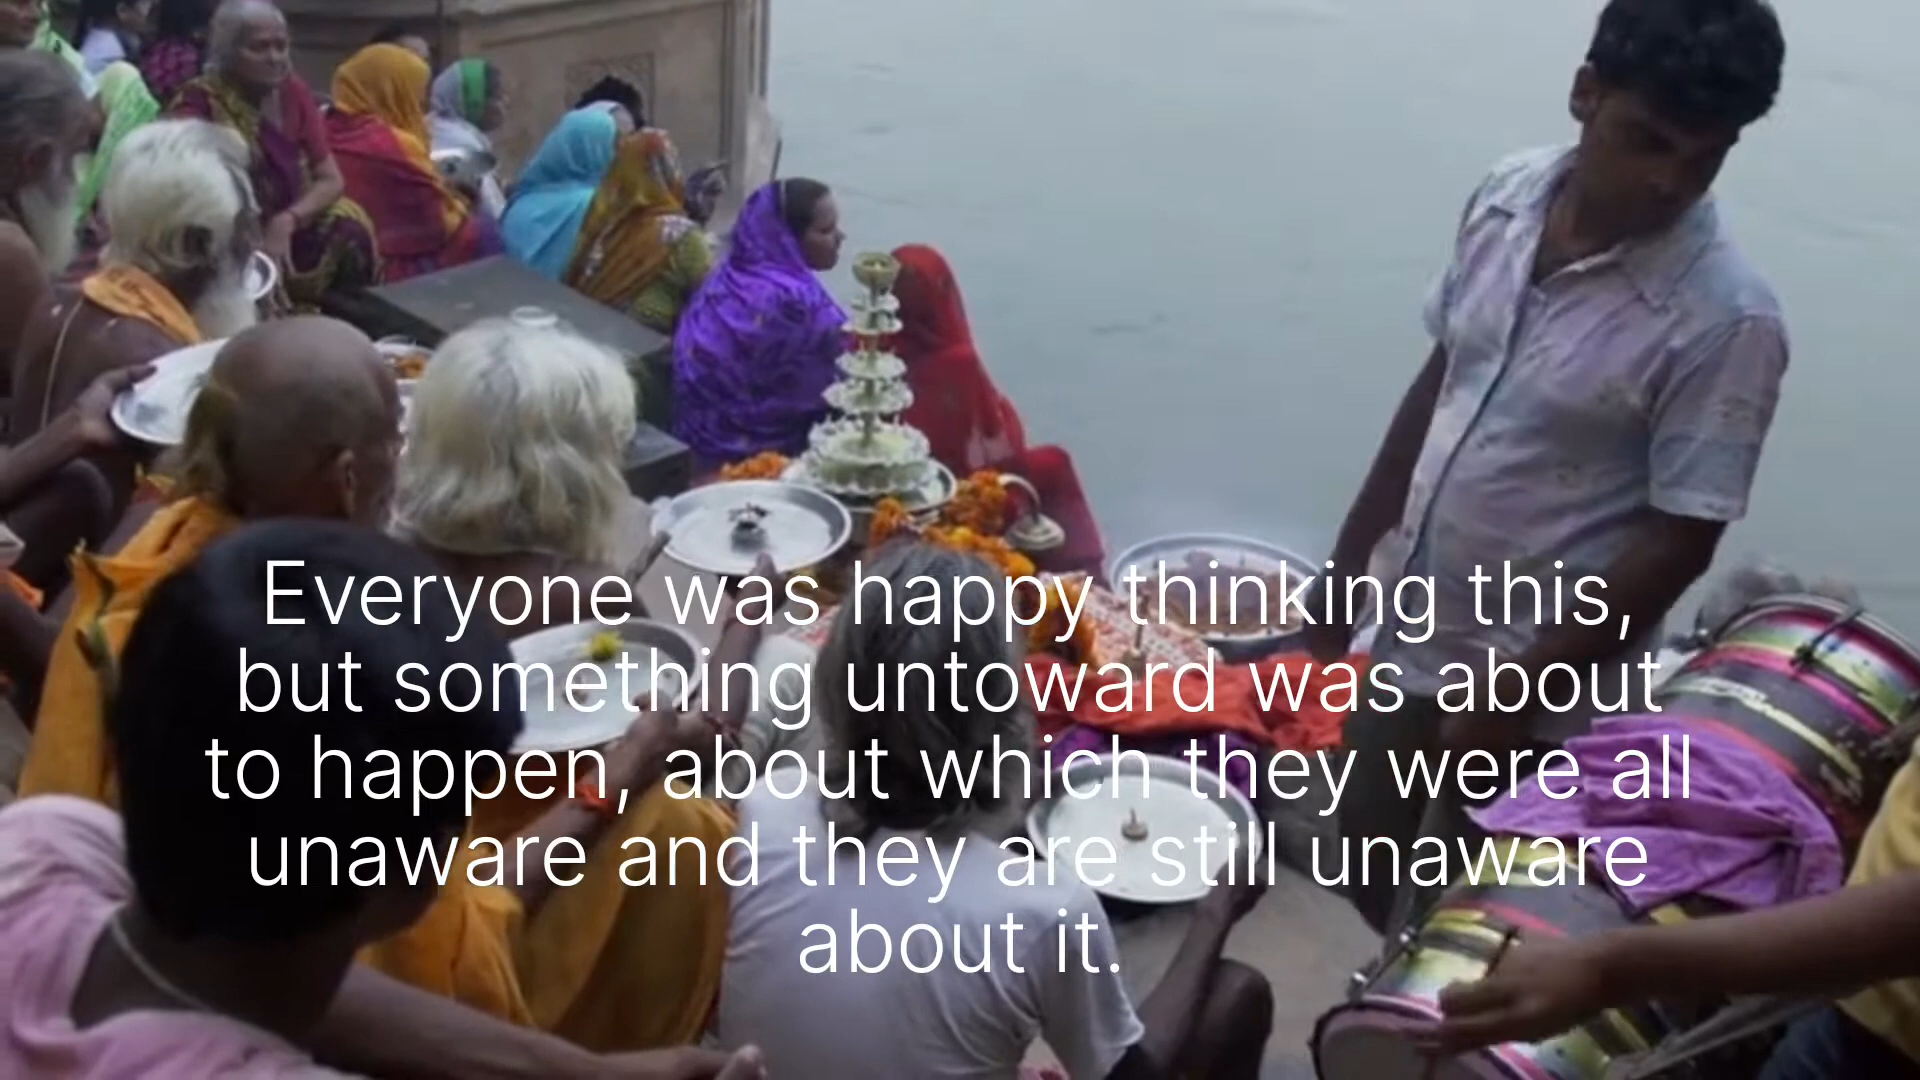 Everyone was happy thinking this,
but something untoward was about
to happen, about which they were all
unaware and they are still unaware
about it.